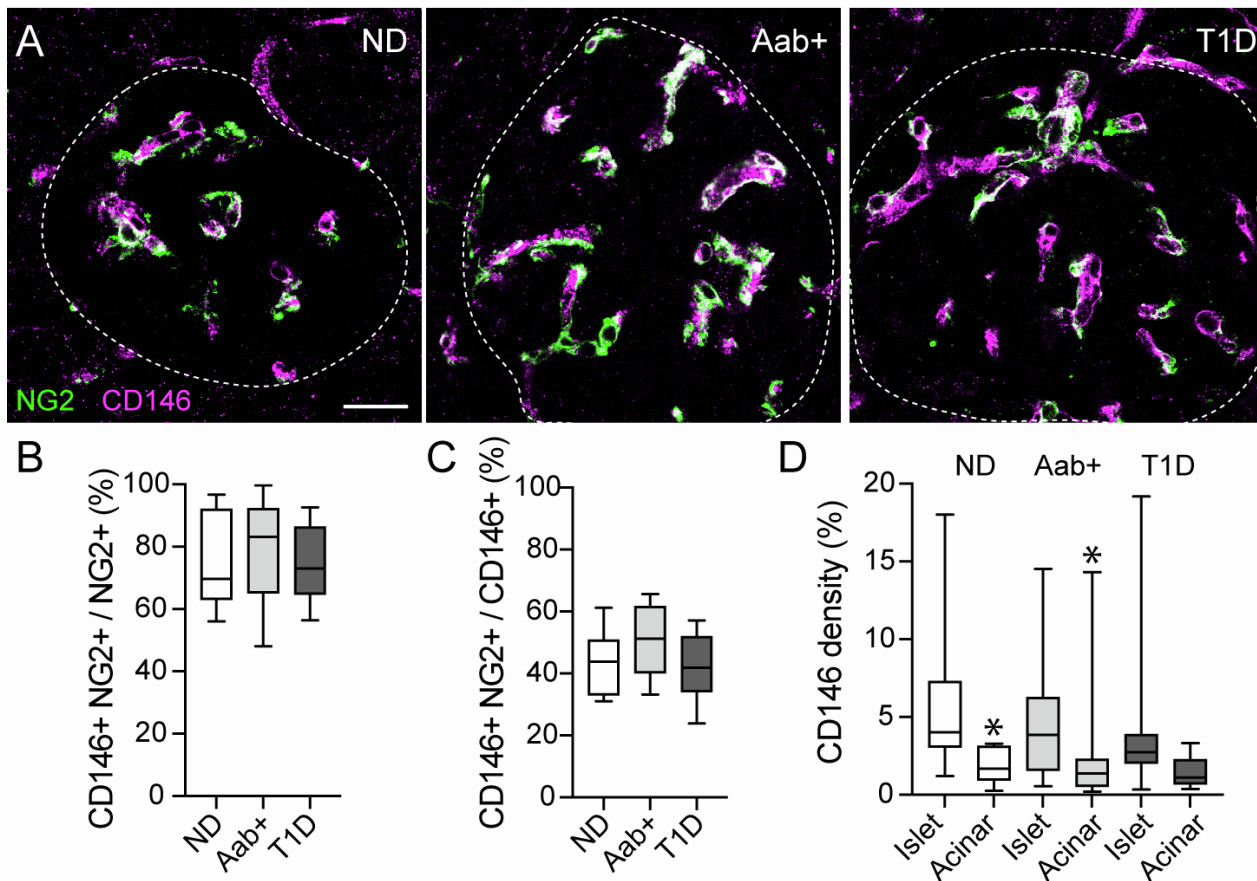 A
ND
Aab+
T1D
NG2 CD146
B
CD146+ NG2+ / NG2+ (%)
100
80
60
40
20
0
ND
Aab+
T1D
C
CD146+ NG2+ / CD146+ (%)
100
80
60
40
20
0
ND
Aab+
T1D
D
ND Aab+ T1D
CD146 density (%)
20
15
10
5
0
*
*
Islet
Acinar
Islet
Acinar
Islet
Acinar